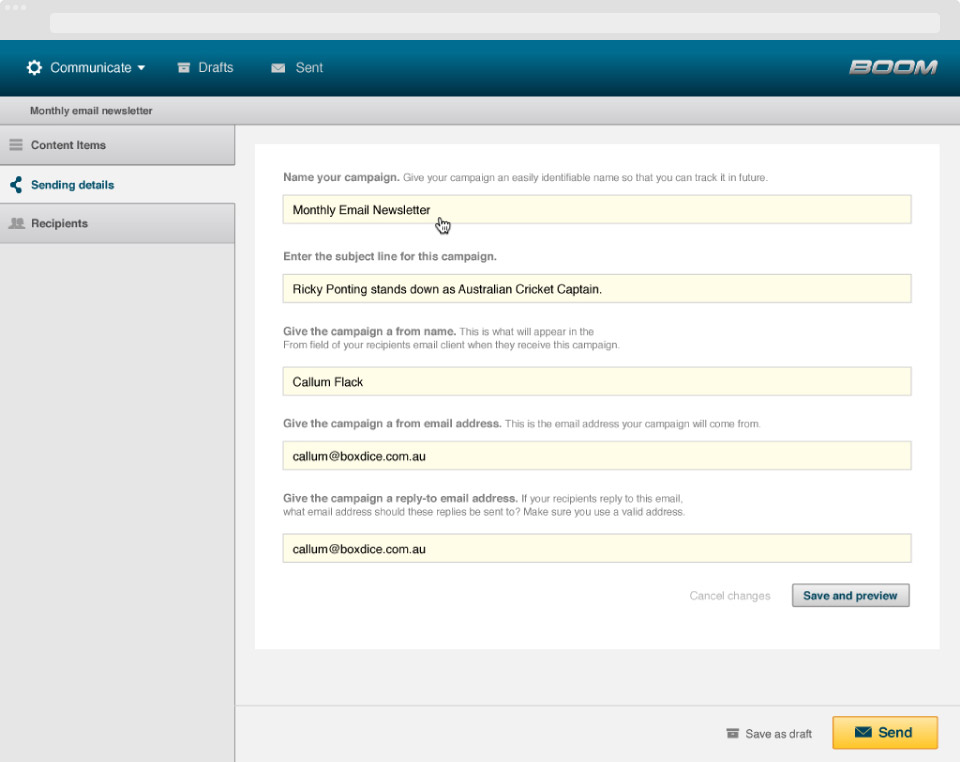 Communicate Drafts Sent BOOM
Monthly email newsletter
Content Items
Sending details
Recipients
Name your campaign. Give your campaign an easily identifiable name so that you can track it in future.
Monthly Email Newsletter
Enter the subject line for this campaign.
Ricky Ponting stands down as Australian Cricket Captain.
Give the campaign a from name. This is what will appear in the
From field of your recipients email client when they receive this campaign.
Callum Flack
Give the campaign a from email address. This is the email address your campaign will come from.
callum@boxdice.com.au
Give the campaign a reply-to email address. If your recipients reply to this email,
what email address should these replies be sent to? Make sure you use a valid address.
callum@boxdice.com.au
Cancel changes Save and preview
Save as draft Send